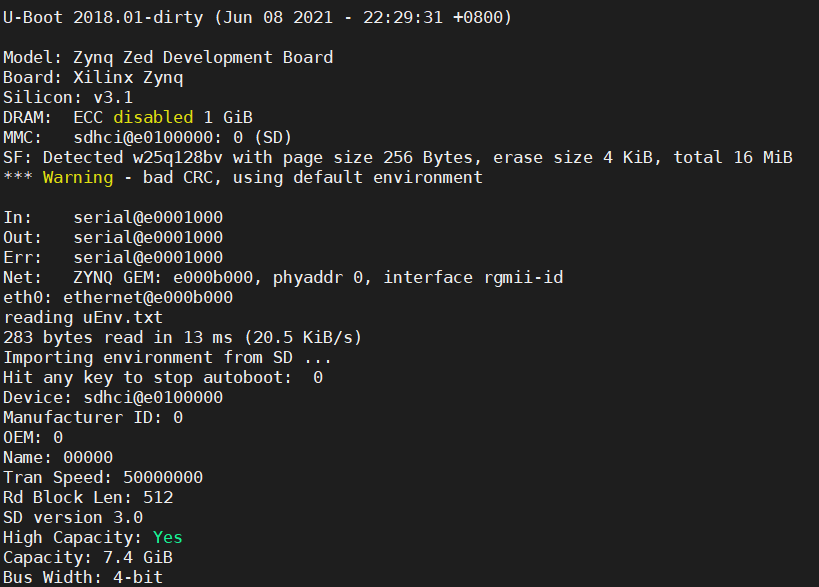 U-Boot 2018.01-dirty (Jun 08 2021 - 22:29:31 +0800)
Model: Zynq Zed Development Board
Board: Xilinx Zynq
Silicon: v3.1
DRAM:  ECC disabled 1 GiB
MMC:   sdhci@e0100000: 0 (SD)
SF: Detected w25q128bv with page size 256 Bytes, erase size 4 KiB, total 16 MiB
*** Warning - bad CRC, using default environment
In:    serial@e0001000
Out:   serial@e0001000
Err:   serial@e0001000
Net:   ZYNQ GEM: e000b000, phyaddr 0, interface rgmii-id
eth0: ethernet@e000b000
reading uEnv.txt
283 bytes read in 13 ms (20.5 KiB/s)
Importing environment from SD ...
Hit any key to stop autoboot:  0
Device: sdhci@e0100000
Manufacturer ID: 0
OEM: 0
Name: 00000
Tran Speed: 50000000
Rd Block Len: 512
SD version 3.0
High Capacity: Yes
Capacity: 7.4 GiB
Bus Width: 4-bit